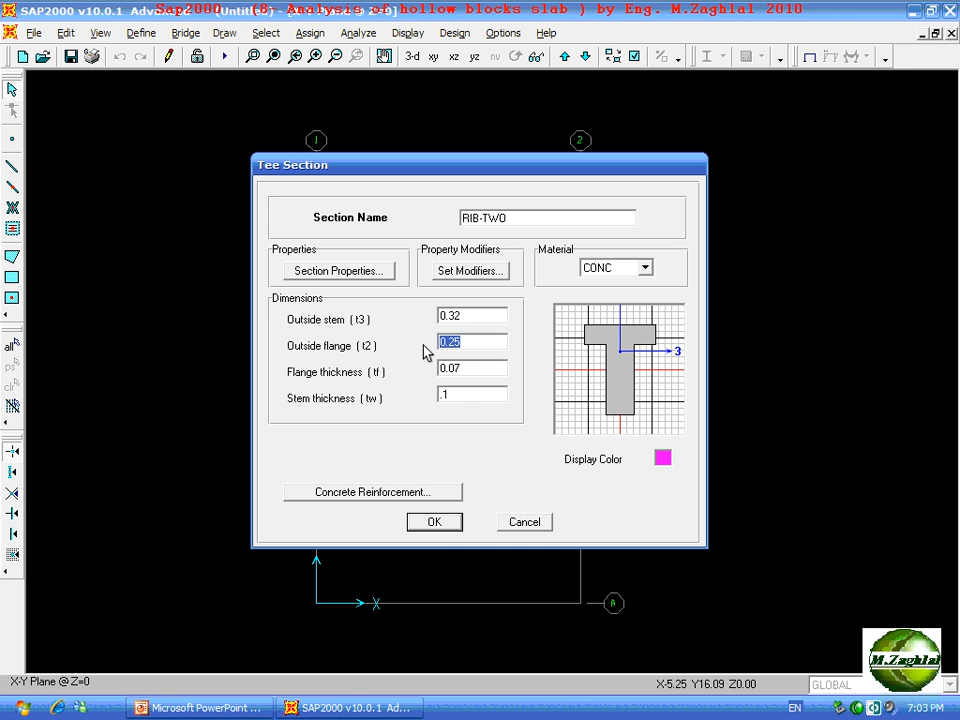 SAP2000 v10.0.1 Advanced
Sap2000 (8- Analysis of hollow blocks slab ) by Eng. M.Zaghlal 2010
File Edit View Define Bridge Draw Select Assign Analyze Display Design Options Help
3-d xy xz yz nv
1
2
Tee Section
Section Name RIB-TWO
Properties
Property Modifiers
Material
Section Properties...
Set Modifiers...
CONC
Dimensions
Outside stem ( t3 ) 0.32
Outside flange ( t2 ) 0.25
Flange thickness ( tf ) 0.07
Stem thickness ( tw ) .1
3
Display Color
Concrete Reinforcement...
OK
Cancel
all
ps
clr
X
A
M.Zaghlal
X-Y Plane @ Z=0
X-5.25 Y16.09 Z0.00
GLOBAL
Microsoft PowerPoint ...
SAP2000 v10.0.1 Ad...
EN
7:03 PM